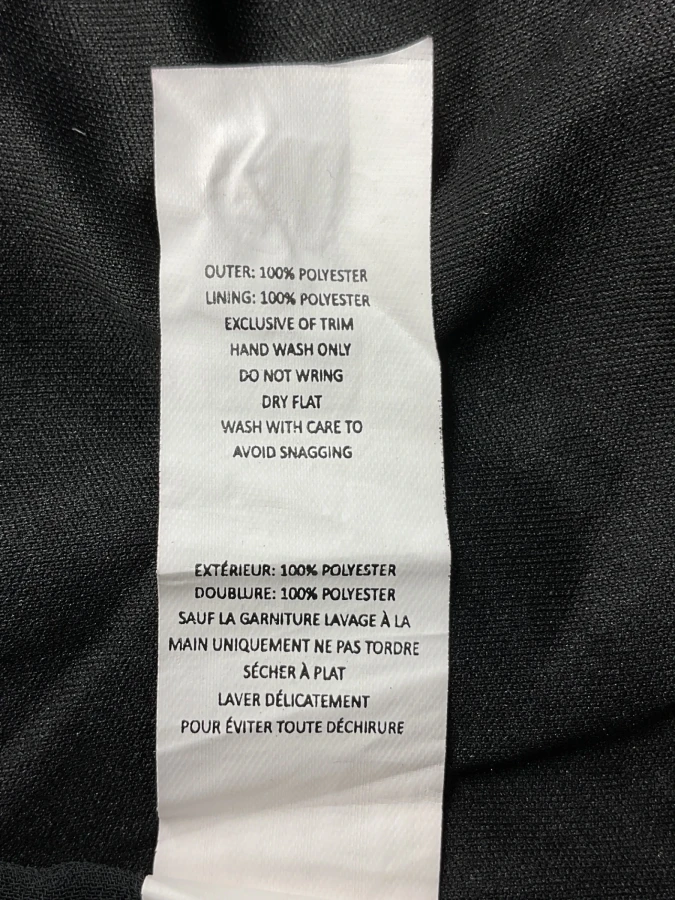 OUTER: 100% POLYESTER
LINING: 100% POLYESTER
EXCLUSIVE OF TRIM
HAND WASH ONLY
DO NOT WRING
DRY FLAT
WASH WITH CARE TO
AVOID SNAGGING
EXTÉRIEUR: 100% POLYESTER
DOUBLURE: 100% POLYESTER
SAUF LA GARNITURE LAVAGE À LA
MAIN UNIQUEMENT NE PAS TORDRE
SÉCHER À PLAT
LAVER DÉLICATEMENT
POUR ÉVITER TOUTE DÉCHIRURE